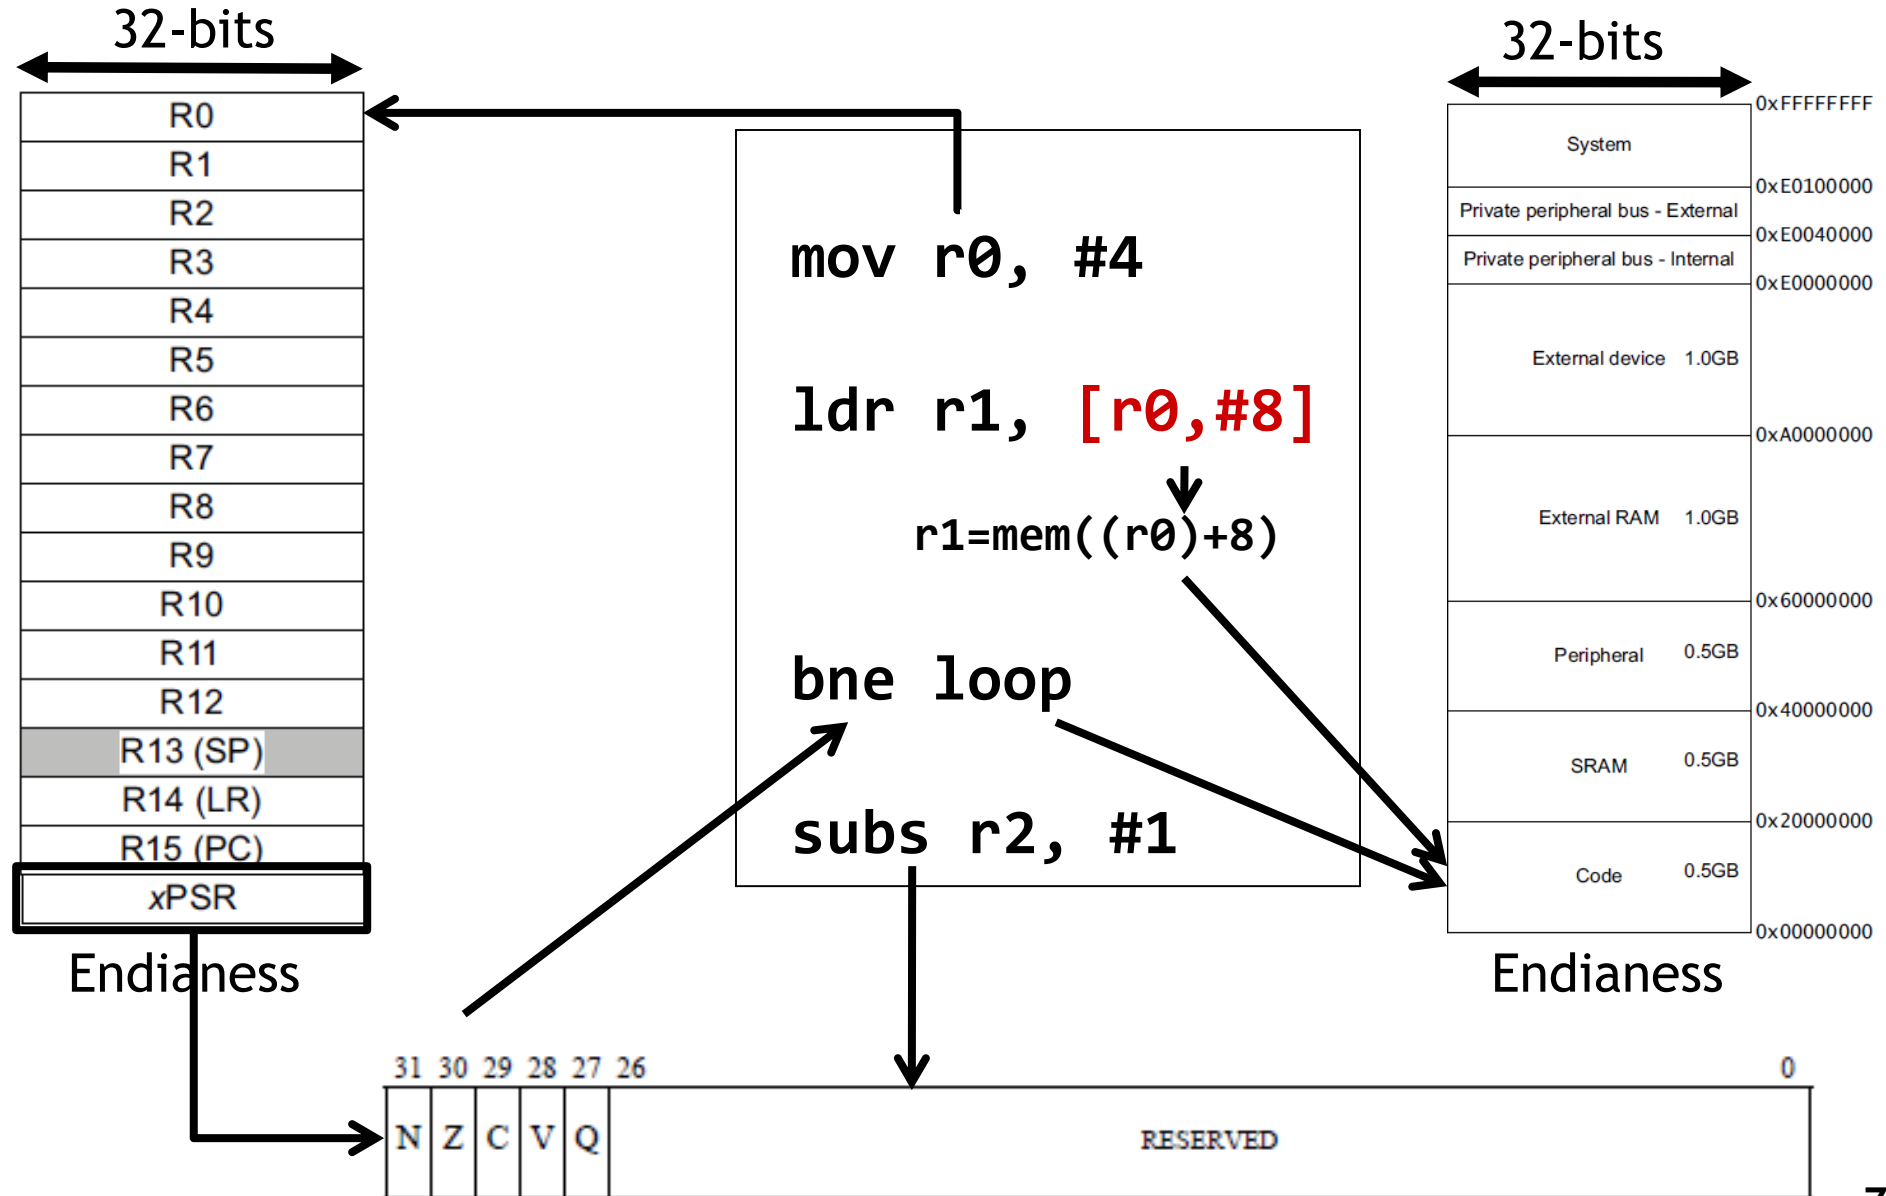 32-bits
R0
R1
R2
R3
R4
R5
R6
R7
R8
R9
R10
R11
R12
R13 (SP)
R14 (LR)
R15 (PC)
xPSR
Endianess
mov r0, #4
ldr r1, [r0,#8]
r1=mem((r0)+8)
bne loop
subs r2, #1
32-bits
0xFFFFFFFF
System
0xE0100000
Private peripheral bus - External
0xE0040000
Private peripheral bus - Internal
0xE0000000
External device 1.0GB
0xA0000000
External RAM 1.0GB
0x60000000
Peripheral 0.5GB
0x40000000
SRAM 0.5GB
0x20000000
Code 0.5GB
0x00000000
Endianess
31 30 29 28 27 26 0
N Z C V Q RESERVED